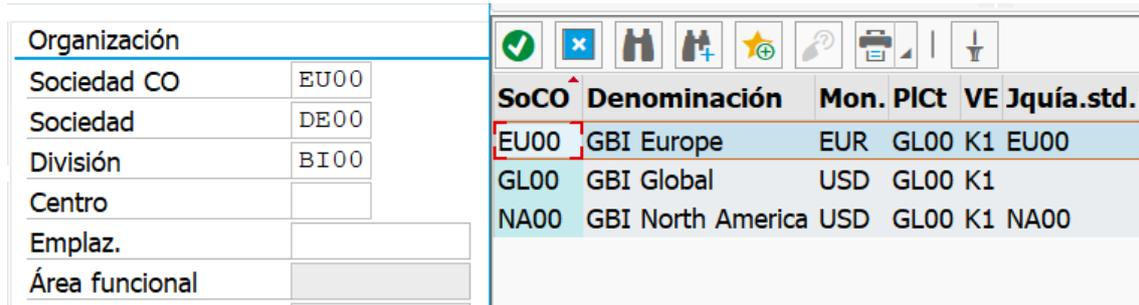 Organización
Sociedad CO EU00
Sociedad DE00
División BI00
Centro
Emplaz.
Área funcional
SoCO Denominación Mon. PlCt VE Jquía.std.
EU00 GBI Europe EUR GL00 K1 EU00
GL00 GBI Global USD GL00 K1
NA00 GBI North America USD GL00 K1 NA00